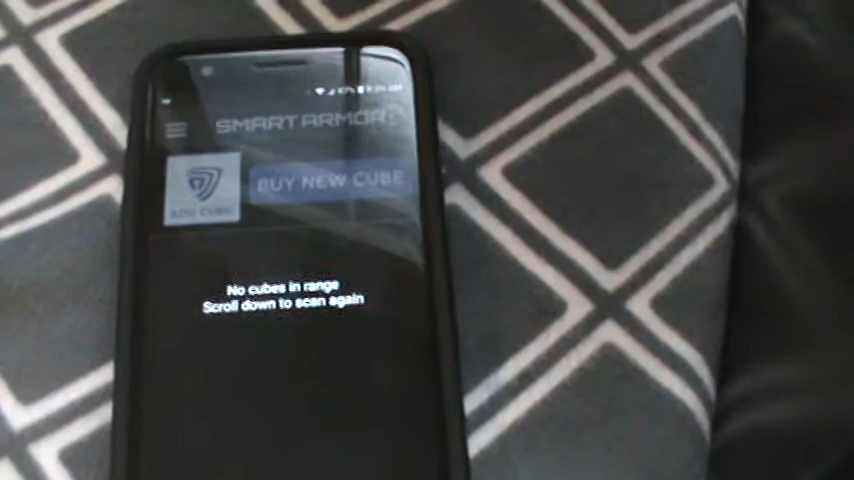 SMART ARMOR
ADD CUBE
BUY NEW CUBE
No cubes in range
Scroll down to scan again